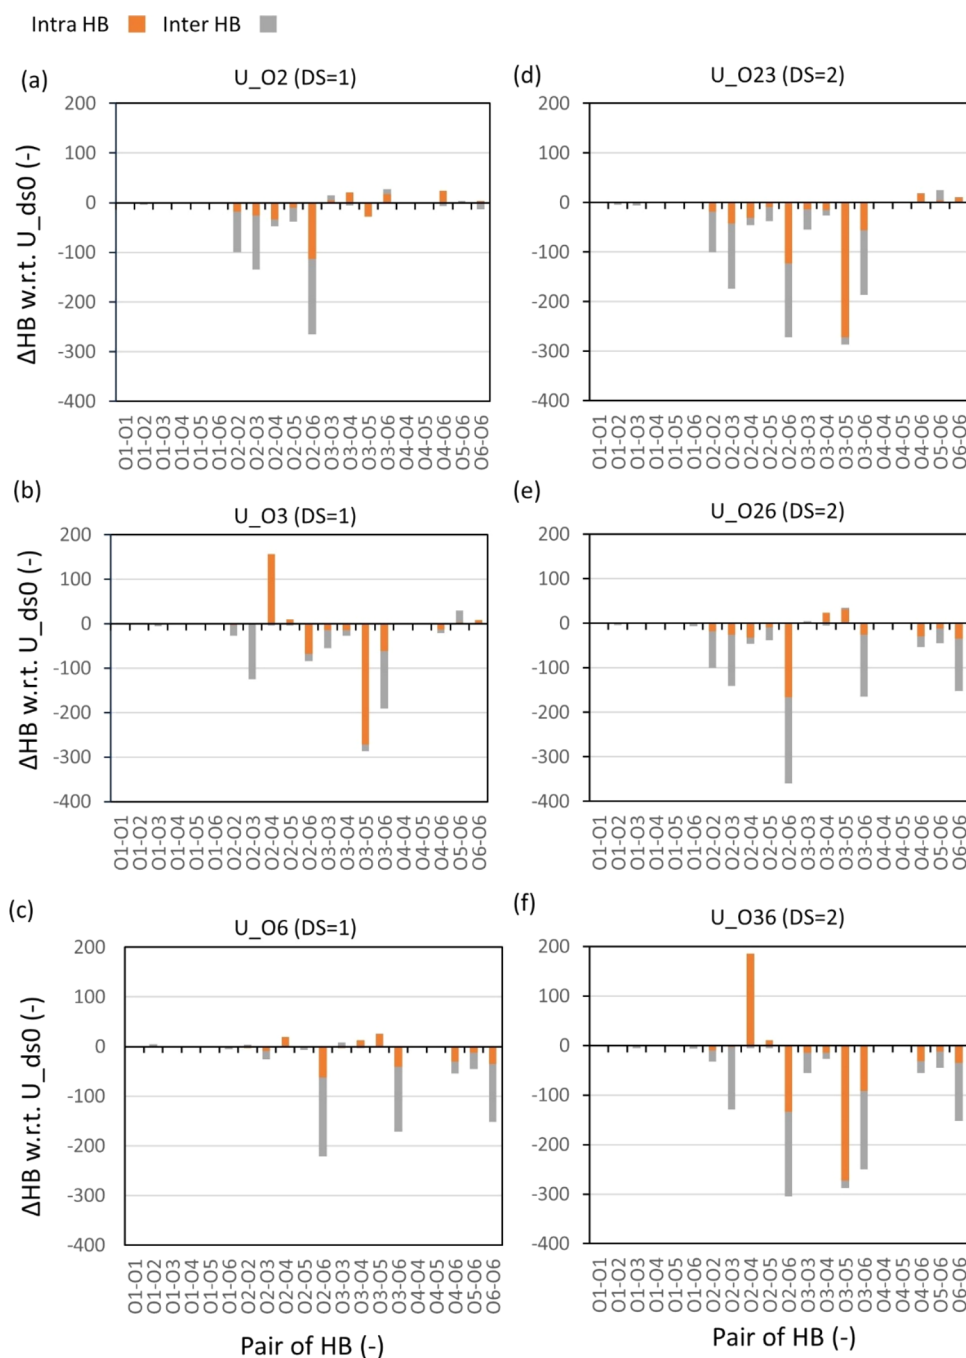 Intra HB Inter HB
(a)
U_O2 (DS=1)
ΔHB w.r.t. U_ds0 (-)
200
100
0
-100
-200
-300
-400
O1-O1
O1-O2
O1-O3
O1-O4
O1-O5
O1-O6
O2-O2
O2-O3
O2-O4
O2-O5
O2-O6
O3-O3
O3-O4
O3-O5
O3-O6
O4-O4
O4-O5
O4-O6
O5-O6
O6-O6
(d)
U_O23 (DS=2)
200
100
0
-100
-200
-300
-400
O1-O1
O1-O2
O1-O3
O1-O4
O1-O5
O1-O6
O2-O2
O2-O3
O2-O4
O2-O5
O2-O6
O3-O3
O3-O4
O3-O5
O3-O6
O4-O4
O4-O5
O4-O6
O5-O6
O6-O6
(b)
U_O3 (DS=1)
ΔHB w.r.t. U_ds0 (-)
200
100
0
-100
-200
-300
-400
O1-O1
O1-O2
O1-O3
O1-O4
O1-O5
O1-O6
O2-O2
O2-O3
O2-O4
O2-O5
O2-O6
O3-O3
O3-O4
O3-O5
O3-O6
O4-O4
O4-O5
O4-O6
O5-O6
O6-O6
(e)
U_O26 (DS=2)
200
100
0
-100
-200
-300
-400
O1-O1
O1-O2
O1-O3
O1-O4
O1-O5
O1-O6
O2-O2
O2-O3
O2-O4
O2-O5
O2-O6
O3-O3
O3-O4
O3-O5
O3-O6
O4-O4
O4-O5
O4-O6
O5-O6
O6-O6
(c)
U_O6 (DS=1)
ΔHB w.r.t. U_ds0 (-)
200
100
0
-100
-200
-300
-400
O1-O1
O1-O2
O1-O3
O1-O4
O1-O5
O1-O6
O2-O2
O2-O3
O2-O4
O2-O5
O2-O6
O3-O3
O3-O4
O3-O5
O3-O6
O4-O4
O4-O5
O4-O6
O5-O6
O6-O6
Pair of HB (-)
(f)
U_O36 (DS=2)
200
100
0
-100
-200
-300
-400
O1-O1
O1-O2
O1-O3
O1-O4
O1-O5
O1-O6
O2-O2
O2-O3
O2-O4
O2-O5
O2-O6
O3-O3
O3-O4
O3-O5
O3-O6
O4-O4
O4-O5
O4-O6
O5-O6
O6-O6
Pair of HB (-)